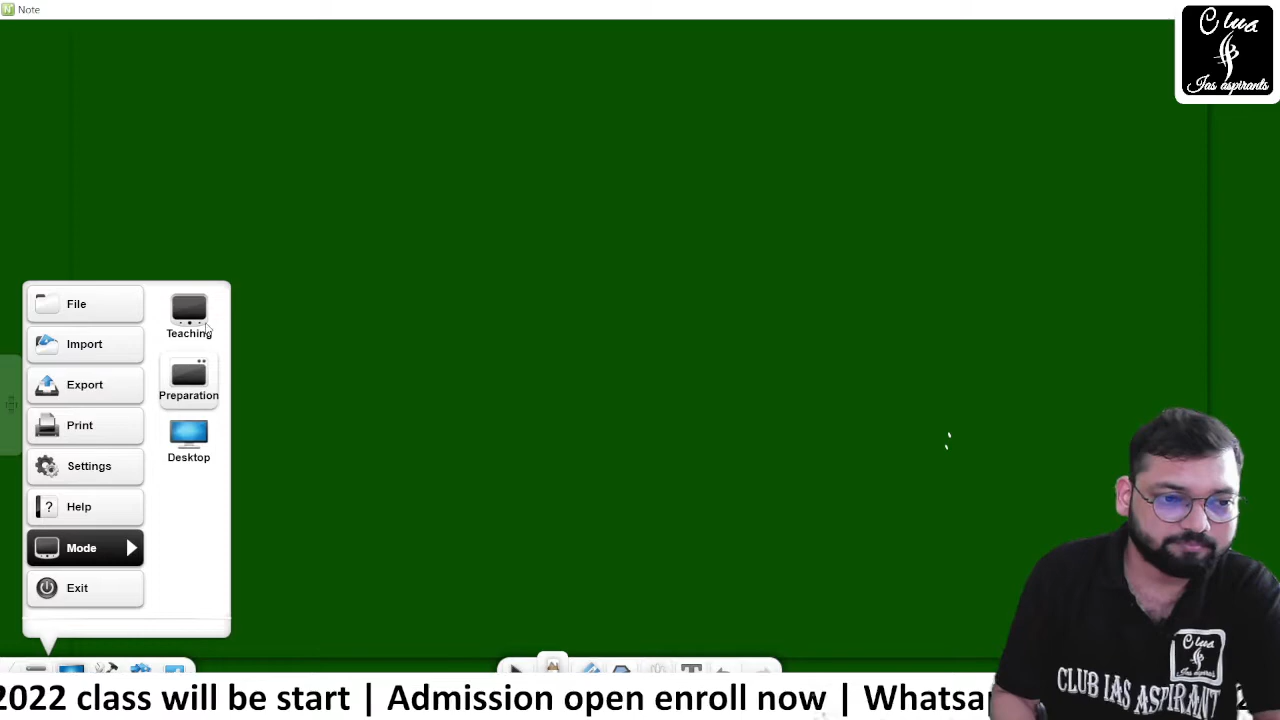 Note
Club
Ias aspirants
File
Teaching
Import
Preparation
Export
Print
Desktop
Settings
Help
Mode
Exit
CLUB IAS ASPIRANT
2022 class will be start | Admission open enroll now | Whatsa